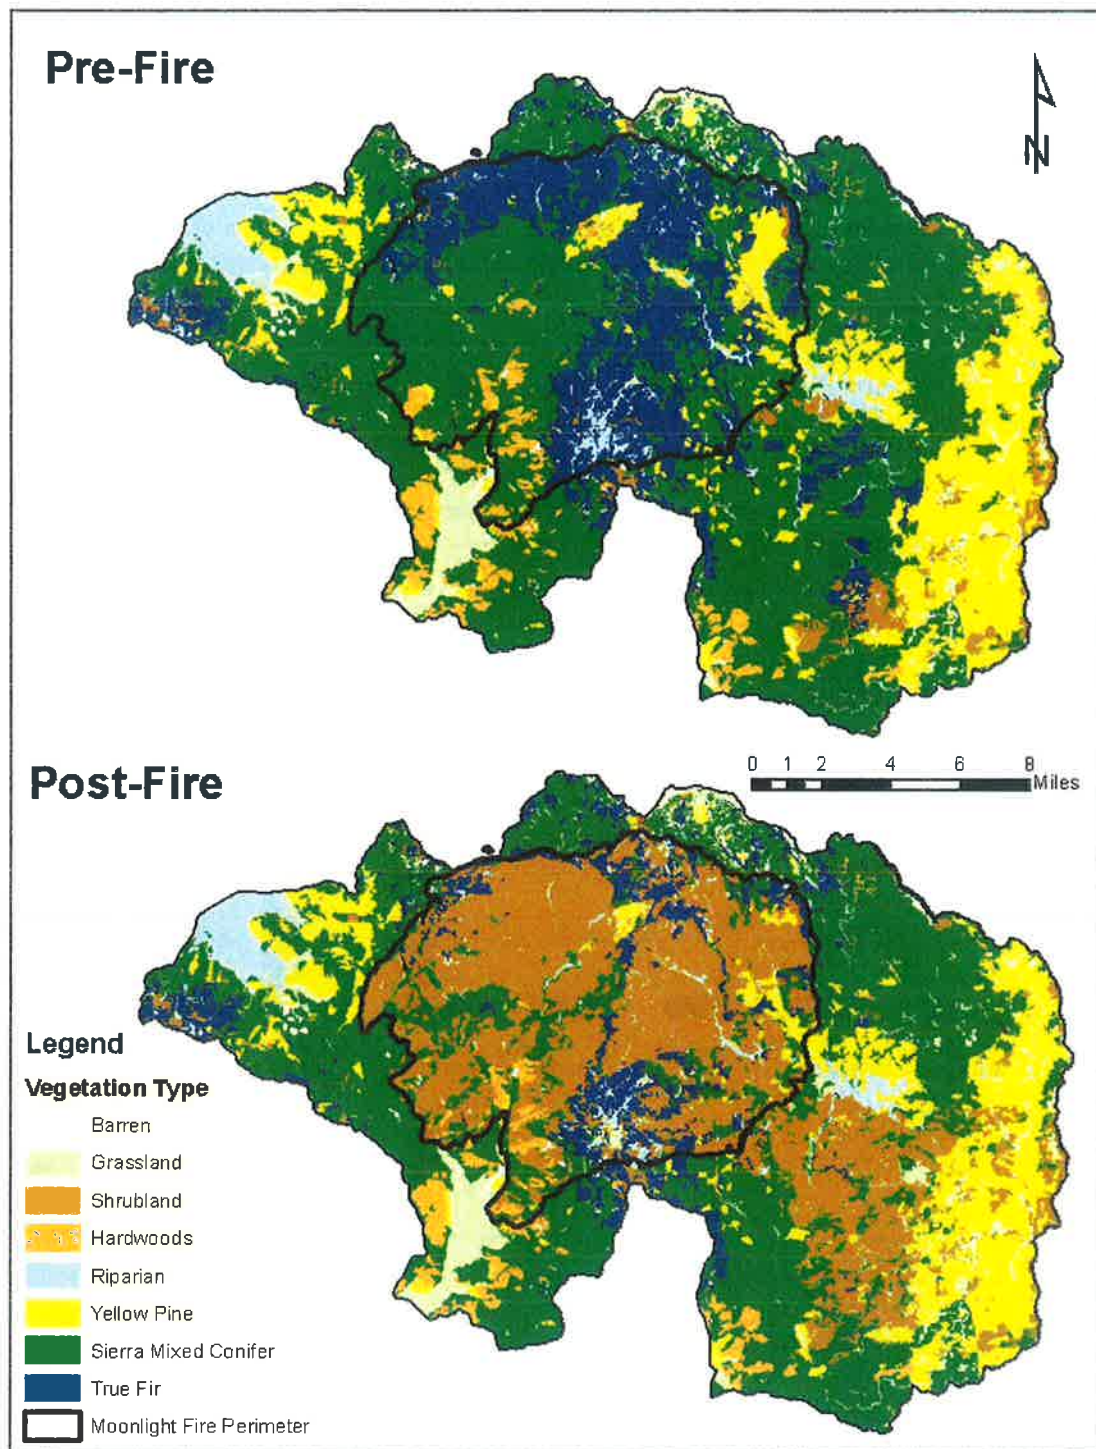 Pre-Fire
N
Post-Fire
0 1 2 4 6 8
Miles
Legend
Vegetation Type
Barren
Grassland
Shrubland
Hardwoods
Riparian
Yellow Pine
Sierra Mixed Conifer
True Fir
Moonlight Fire Perimeter